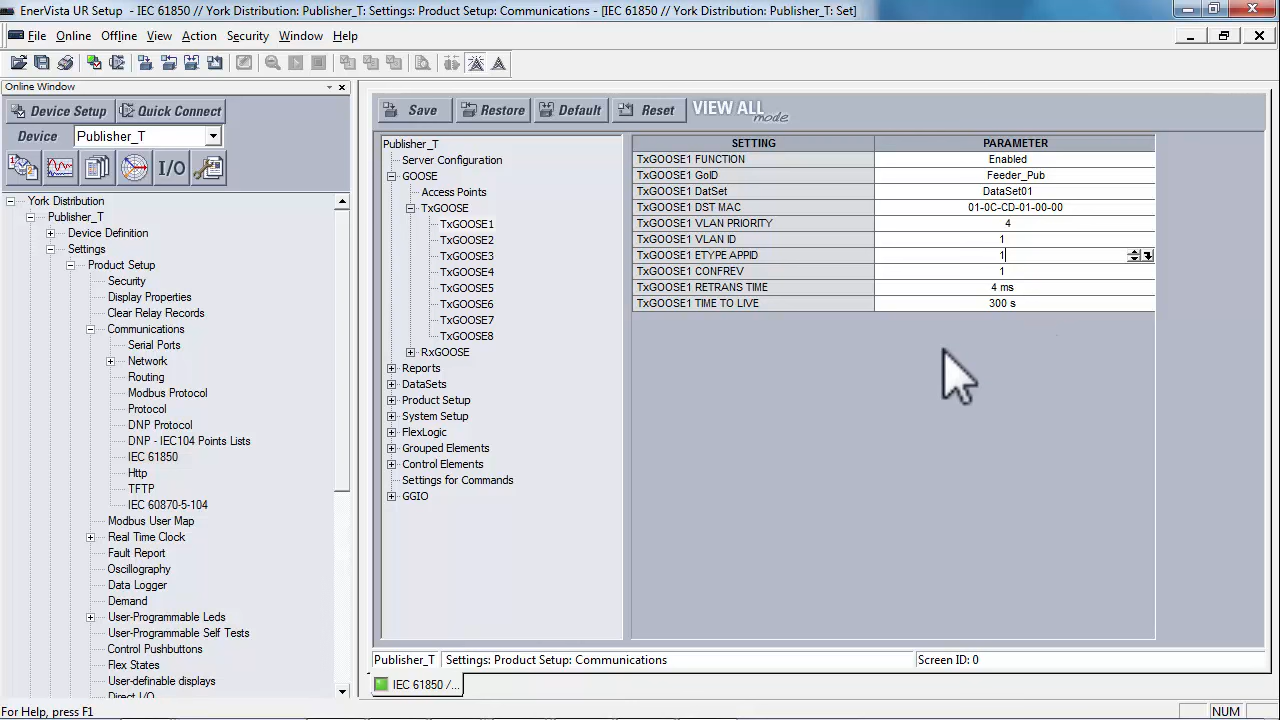 EnerVista UR Setup - IEC 61850 // York Distribution: Publisher_T: Settings: Product Setup: Communications - [IEC 61850 // York Distribution: Publisher_T: Set]
File Online Offline View Action Security Window Help
Online Window
Device Setup Quick Connect
Device Publisher_T
I/O
York Distribution
Publisher_T
Device Definition
Settings
Product Setup
Security
Display Properties
Clear Relay Records
Communications
Serial Ports
Network
Routing
Modbus Protocol
Protocol
DNP Protocol
DNP - IEC104 Points Lists
IEC 61850
Http
TFTP
IEC 60870-5-104
Modbus User Map
Real Time Clock
Fault Report
Oscillography
Data Logger
Demand
User-Programmable Leds
User-Programmable Self Tests
Control Pushbuttons
Flex States
User-definable displays
Direct I/O
Save Restore Default Reset VIEW ALL mode
Publisher_T
Server Configuration
GOOSE
Access Points
TxGOOSE
TxGOOSE1
TxGOOSE2
TxGOOSE3
TxGOOSE4
TxGOOSE5
TxGOOSE6
TxGOOSE7
TxGOOSE8
RxGOOSE
Reports
DataSets
Product Setup
System Setup
FlexLogic
Grouped Elements
Control Elements
Settings for Commands
GGIO
SETTING PARAMETER
TxGOOSE1 FUNCTION Enabled
TxGOOSE1 GoID Feeder_Pub
TxGOOSE1 DatSet DataSet01
TxGOOSE1 DST MAC 01-0C-CD-01-00-00
TxGOOSE1 VLAN PRIORITY 4
TxGOOSE1 VLAN ID 1
TxGOOSE1 ETYPE APPID 1
TxGOOSE1 CONFREV 1
TxGOOSE1 RETRANS TIME 4 ms
TxGOOSE1 TIME TO LIVE 300 s
Publisher_T Settings: Product Setup: Communications Screen ID: 0
IEC 61850 /...
For Help, press F1 NUM